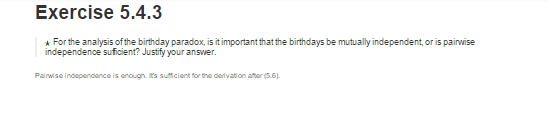 Exercise 5.4.3
★ For the analysis of the birthday paradox, is it important that the birthdays be mutually independent, or is pairwise
independence sufficient? Justify your answer.
Pairwise independence is enough. It's sufficient for the derivation after (5.6).